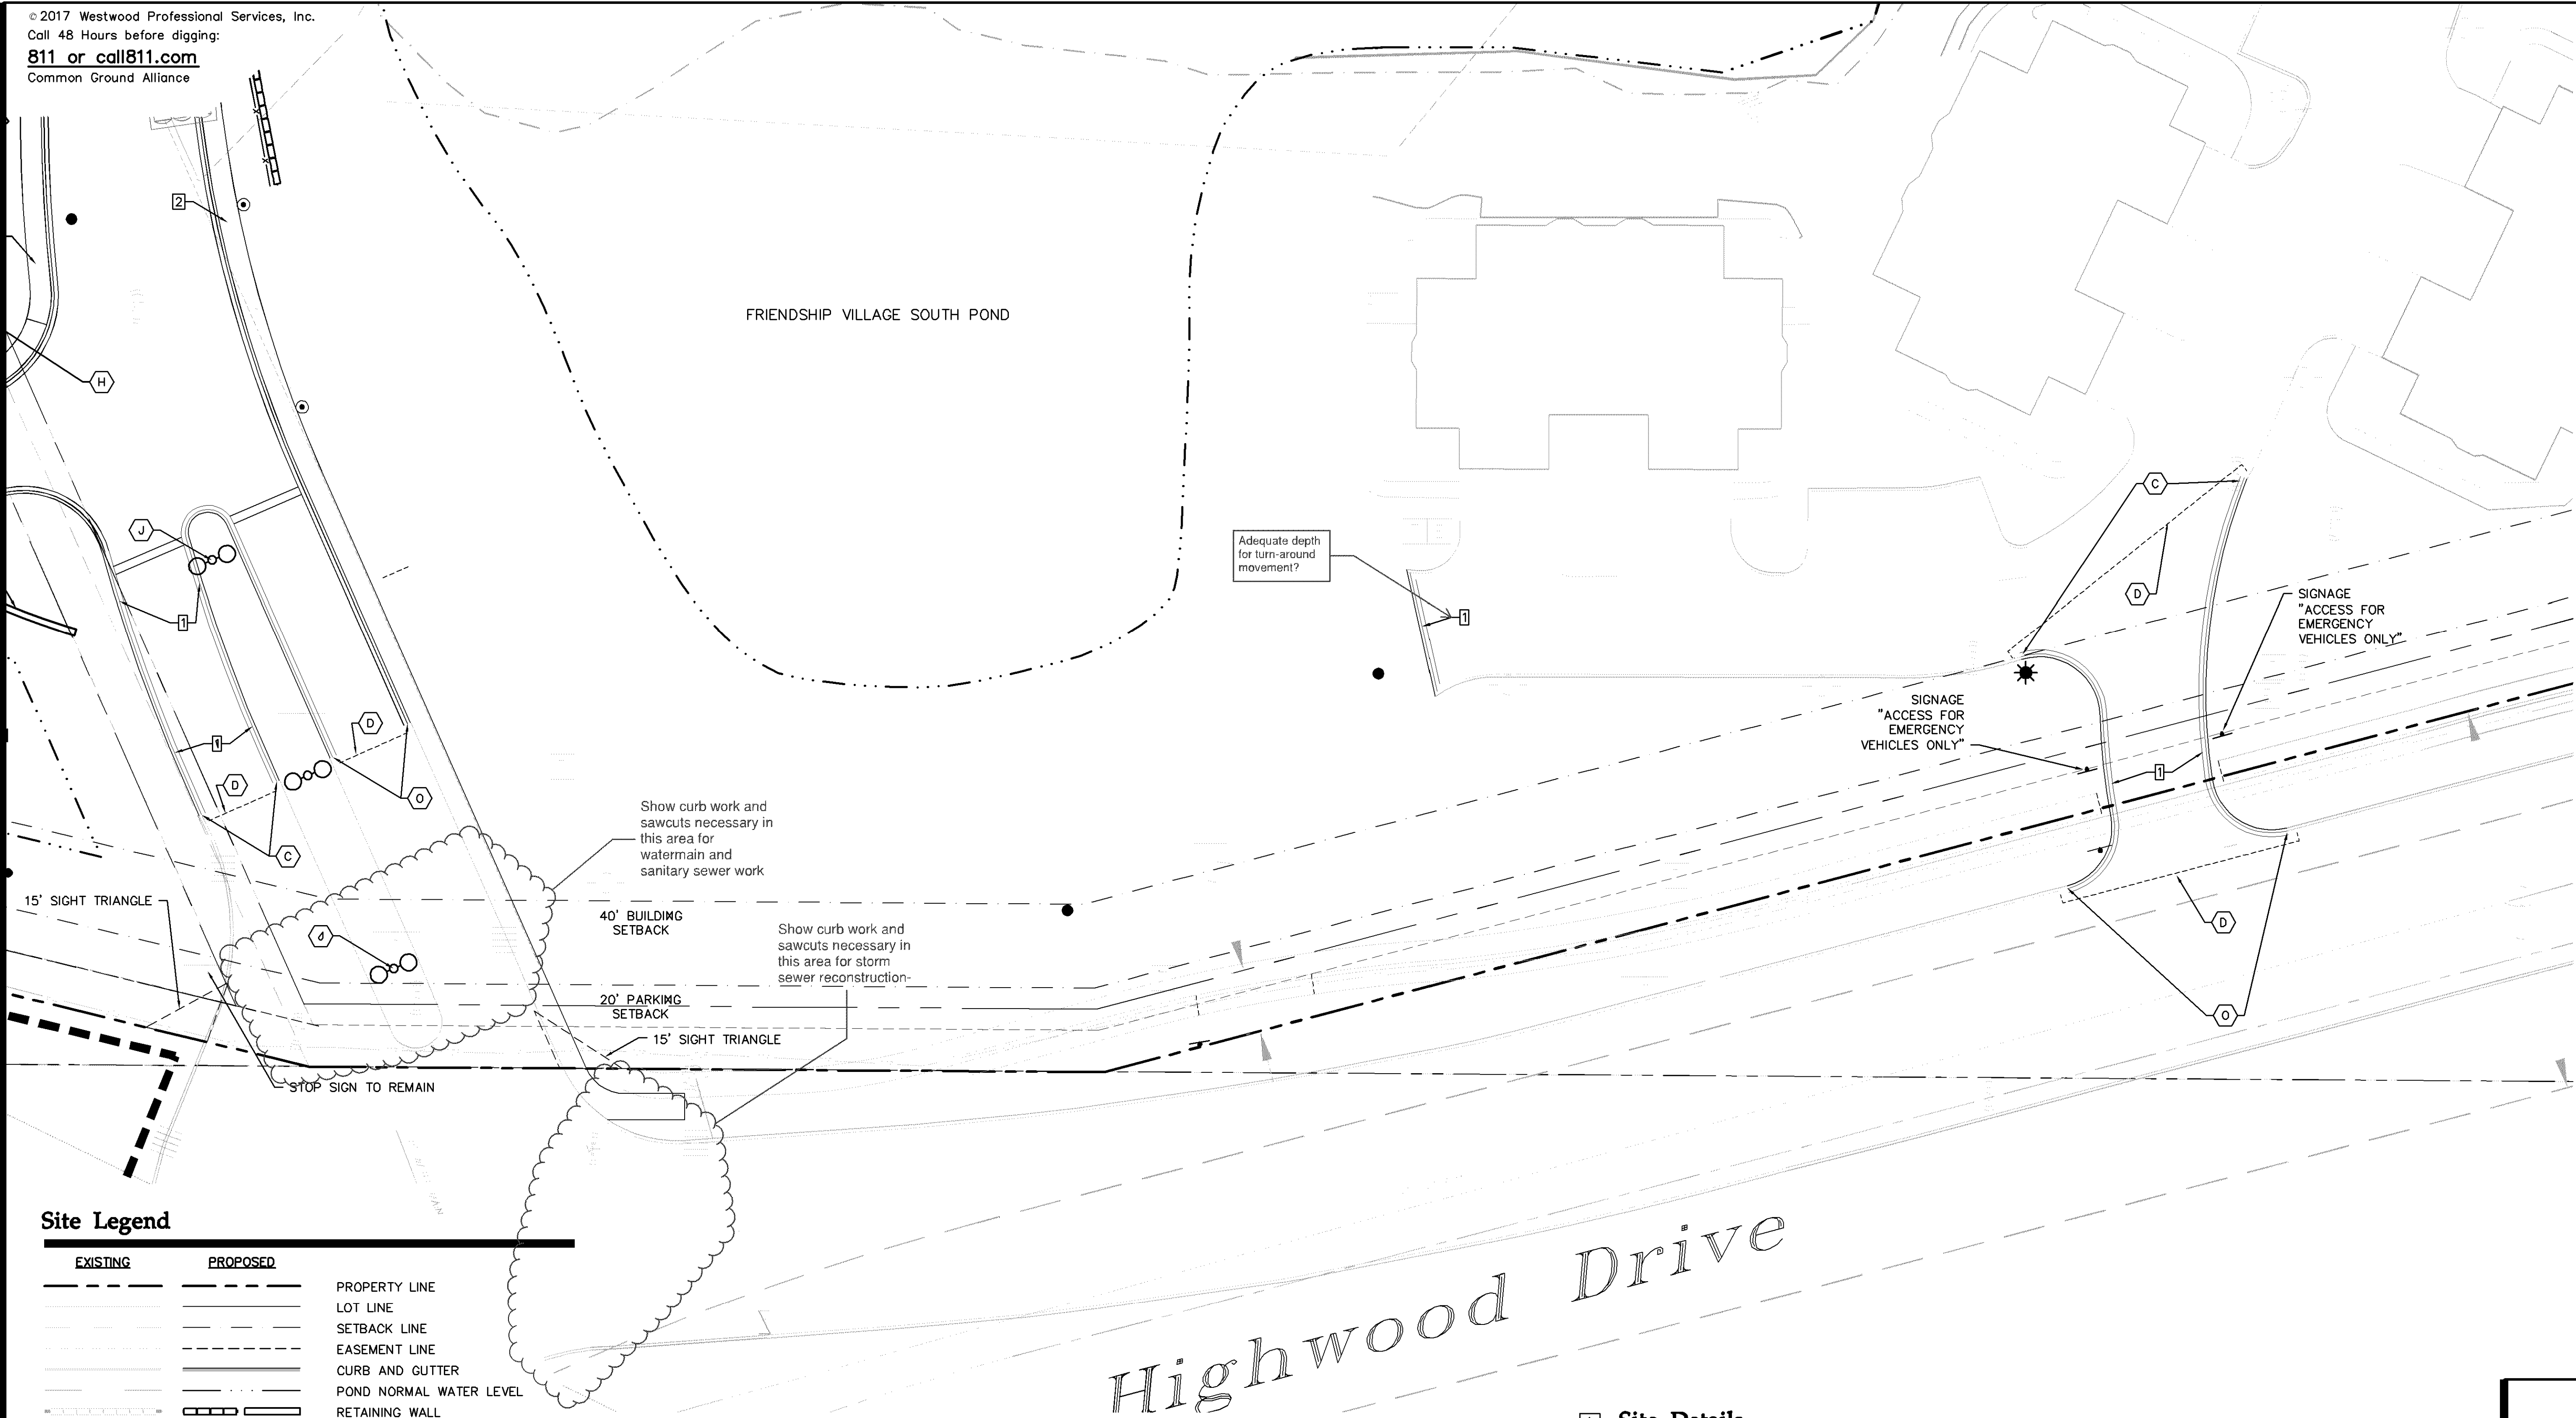 © 2017 Westwood Professional Services, Inc.
Call 48 Hours before digging:
811 or call811.com
Common Ground Alliance
2
H
FRIENDSHIP VILLAGE SOUTH POND
J
1
Adequate depth
for turn-around
movement?
1
C
D
SIGNAGE
"ACCESS FOR
EMERGENCY
VEHICLES ONLY"
SIGNAGE
"ACCESS FOR
EMERGENCY
VEHICLES ONLY"
1
D
1
D
O
C
Show curb work and
sawcuts necessary in
this area for
watermain and
sanitary sewer work
15' SIGHT TRIANGLE
40' BUILDING
SETBACK
Show curb work and
sawcuts necessary in
this area for storm
sewer reconstruction-
D
J
20' PARKING
SETBACK
15' SIGHT TRIANGLE
O
STOP SIGN TO REMAIN
Highwood Drive
Site Legend
EXISTING PROPOSED
PROPERTY LINE
LOT LINE
SETBACK LINE
EASEMENT LINE
CURB AND GUTTER
POND NORMAL WATER LEVEL
RETAINING WALL
Site Details